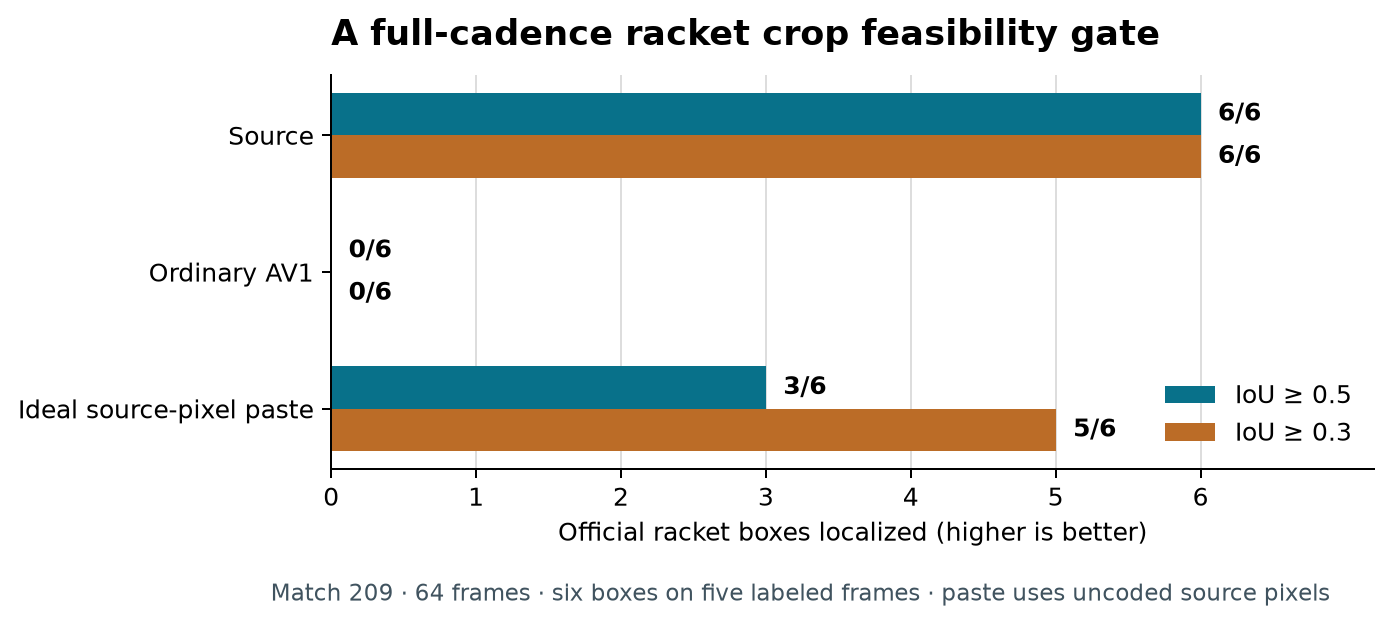 A full-cadence racket crop feasibility gate
Source
6/6
6/6
Ordinary AV1
0/6
0/6
Ideal source-pixel paste
3/6
5/6
IoU ≥ 0.5
IoU ≥ 0.3
0 1 2 3 4 5 6
Official racket boxes localized (higher is better)
Match 209 · 64 frames · six boxes on five labeled frames · paste uses uncoded source pixels